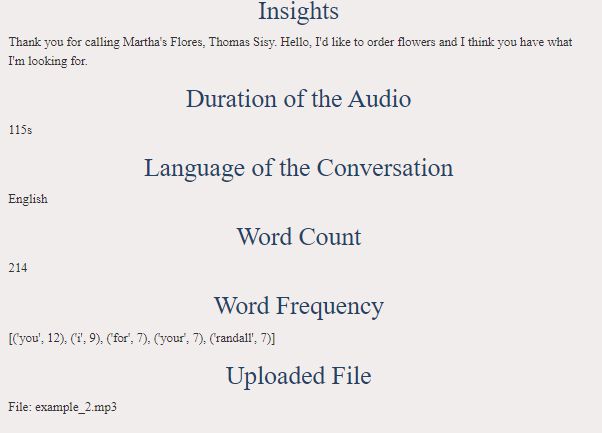 Insights
Thank you for calling Martha's Flores, Thomas Sisy. Hello, I'd like to order flowers and I think you have what
I'm looking for.
Duration of the Audio
115s
Language of the Conversation
English
Word Count
214
Word Frequency
[('you', 12), ('i', 9), ('for', 7), ('your', 7), ('randall', 7)]
Uploaded File
File: example_2.mp3